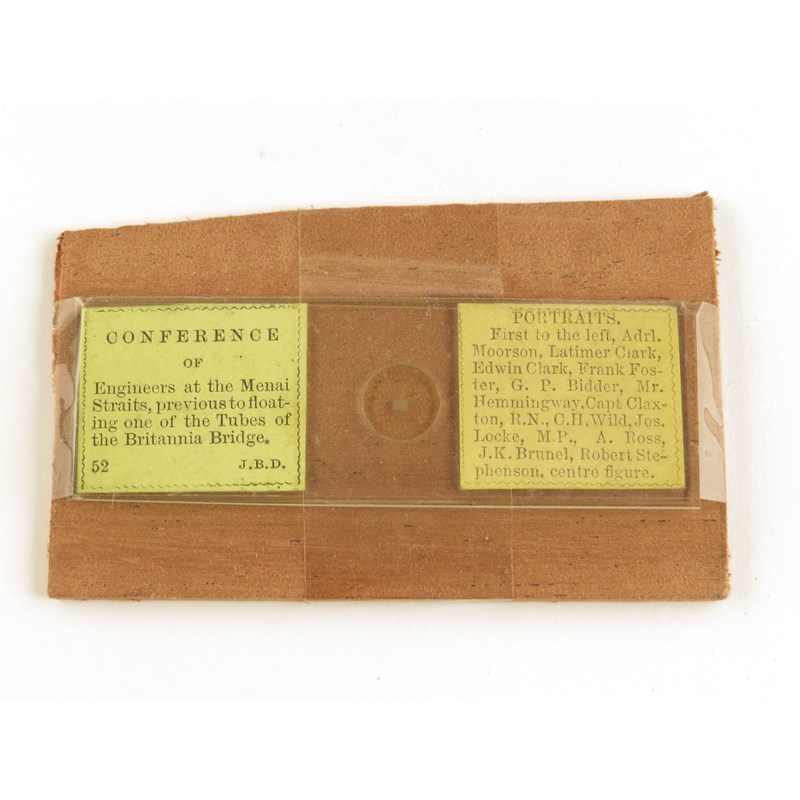 CONFERENCE
OF
Engineers at the Menai
Straits, previous to float-
ing one of the Tubes of
the Britannia Bridge.
52 J.B.D.
PORTRAITS.
First to the left, Adrl.
Moorson, Latimer Clark,
Edwin Clark, Frank Fos-
ter, G. P. Bidder, Mr.
Hemmingway, Capt Clax-
ton, R.N., C.H. Wild, Jos.
Locke, M.P., A. Ross,
J.K. Brunel, Robert Ste-
phenson, centre figure.